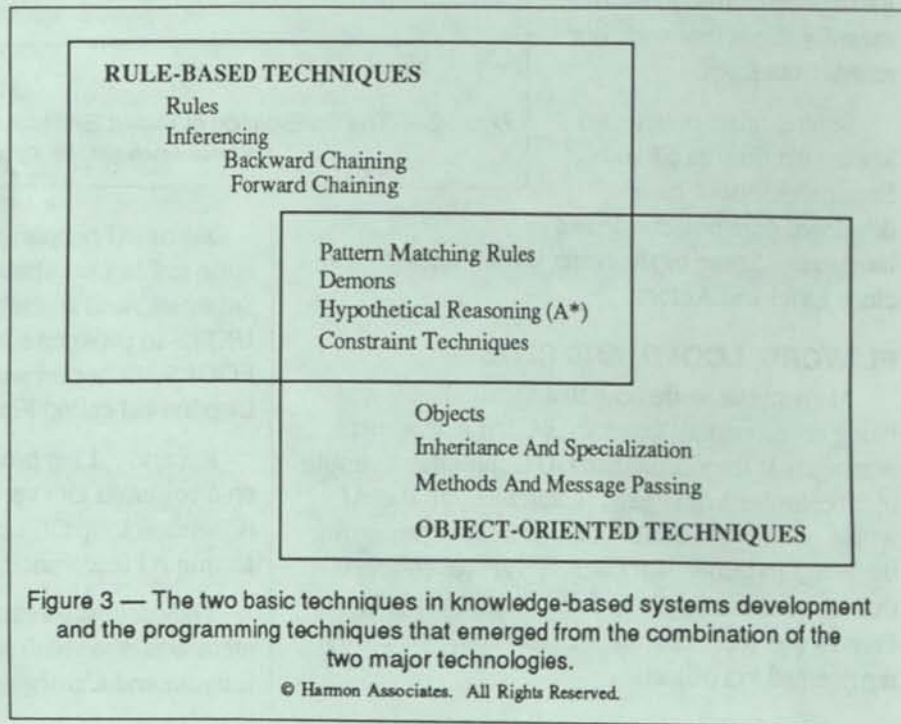 RULE-BASED TECHNIQUES
Rules
Inferencing
Backward Chaining
Forward Chaining
Pattern Matching Rules
Demons
Hypothetical Reasoning (A*)
Constraint Techniques
Objects
Inheritance And Specialization
Methods And Message Passing
OBJECT-ORIENTED TECHNIQUES
Figure 3 — The two basic techniques in knowledge-based systems development
and the programming techniques that emerged from the combination of the
two major technologies.
© Harmon Associates. All Rights Reserved.